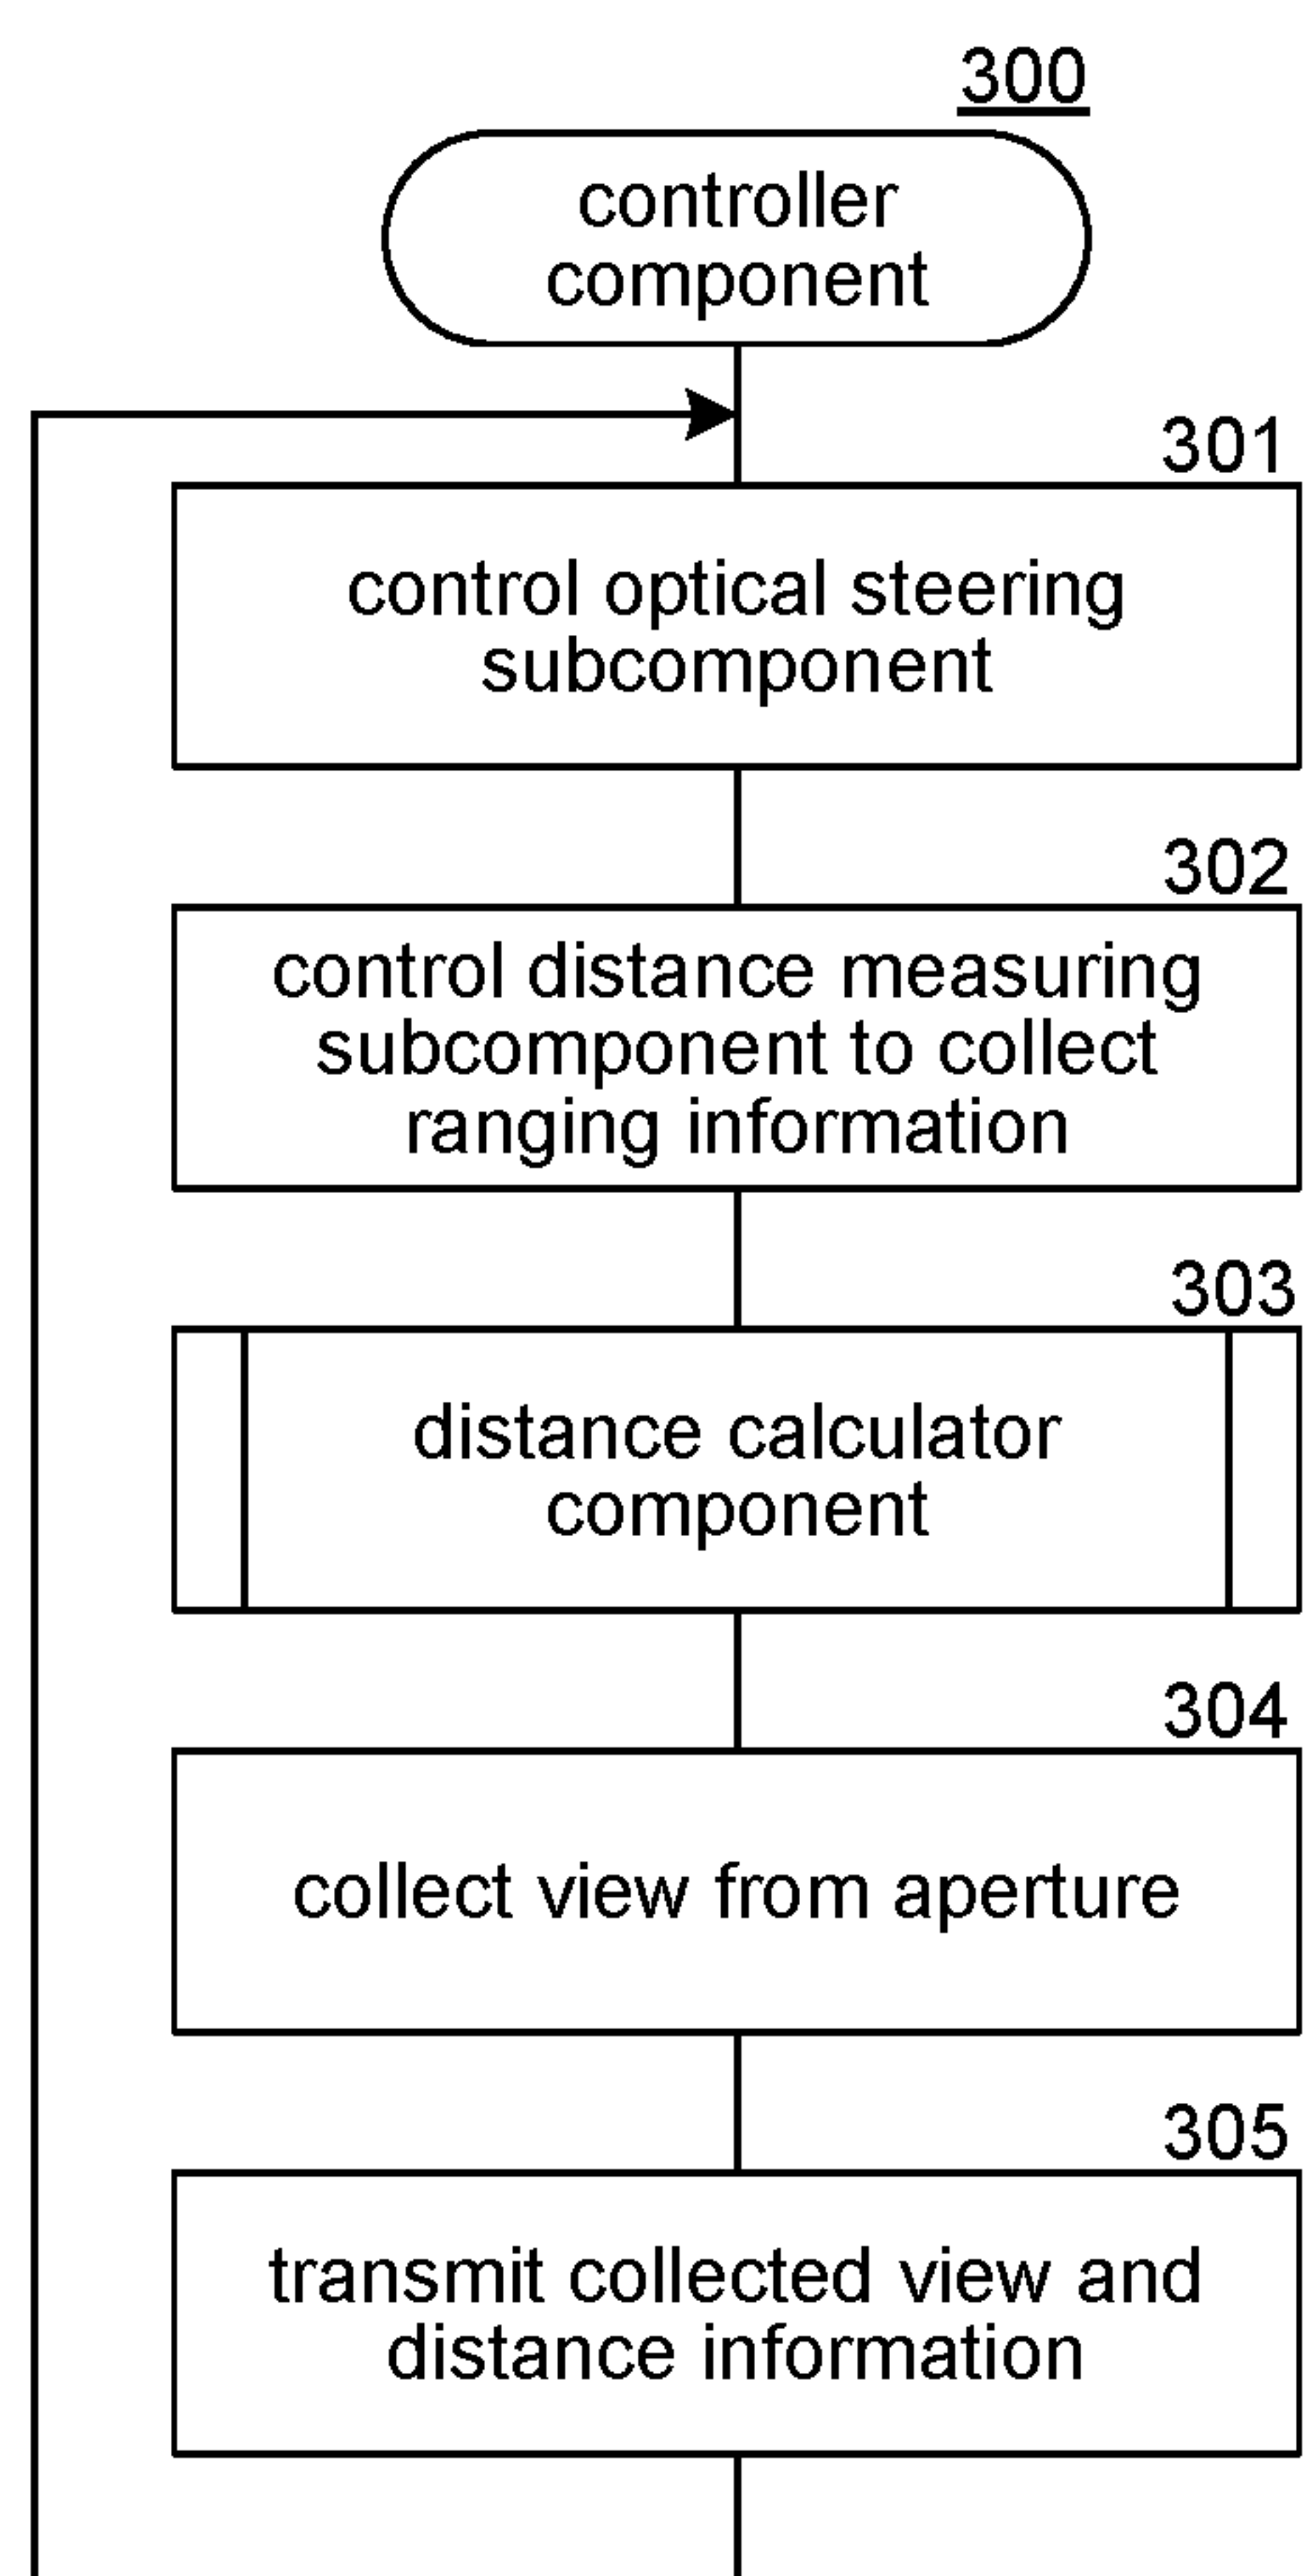 300
controller
component
301
control optical steering
subcomponent
302
control distance measuring
subcomponent to collect
ranging information
303
distance calculator
component
304
collect view from aperture
305
transmit collected view and
distance information